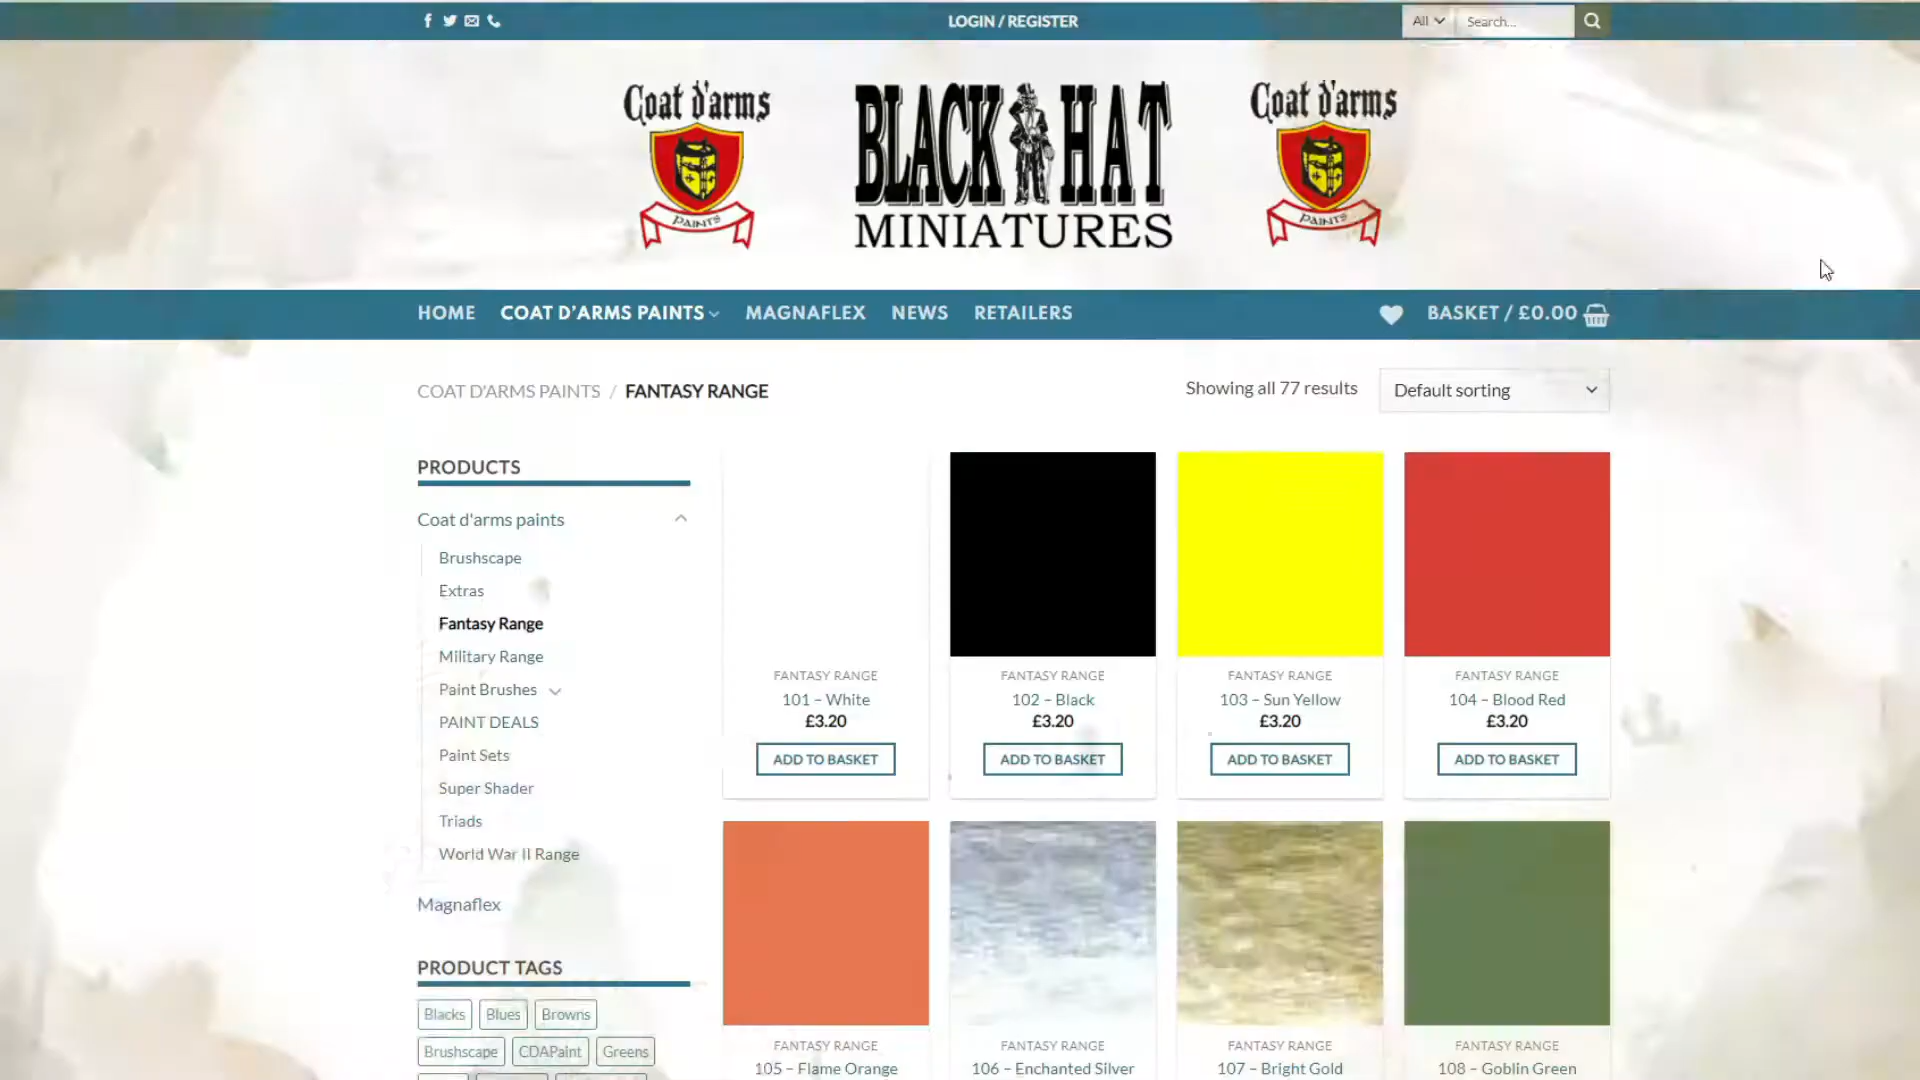 LOGIN / REGISTER
All
Search...
Coat d'arms
PAINTS
BLACK HAT
MINIATURES
Coat d'arms
PAINTS
HOME
COAT D'ARMS PAINTS
MAGNAFLEX
NEWS
RETAILERS
BASKET / £0.00
COAT D'ARMS PAINTS / FANTASY RANGE
Showing all 77 results
Default sorting
PRODUCTS
Coat d'arms paints
Brushscape
Extras
Fantasy Range
Military Range
Paint Brushes
PAINT DEALS
Paint Sets
Super Shader
Triads
World War II Range
Magnaflex
PRODUCT TAGS
Blacks
Blues
Browns
Brushscape
CDAPaint
Greens
FANTASY RANGE
101 – White
£3.20
ADD TO BASKET
FANTASY RANGE
102 – Black
£3.20
ADD TO BASKET
FANTASY RANGE
103 – Sun Yellow
£3.20
ADD TO BASKET
FANTASY RANGE
104 – Blood Red
£3.20
ADD TO BASKET
FANTASY RANGE
105 – Flame Orange
FANTASY RANGE
106 – Enchanted Silver
FANTASY RANGE
107 – Bright Gold
FANTASY RANGE
108 – Goblin Green